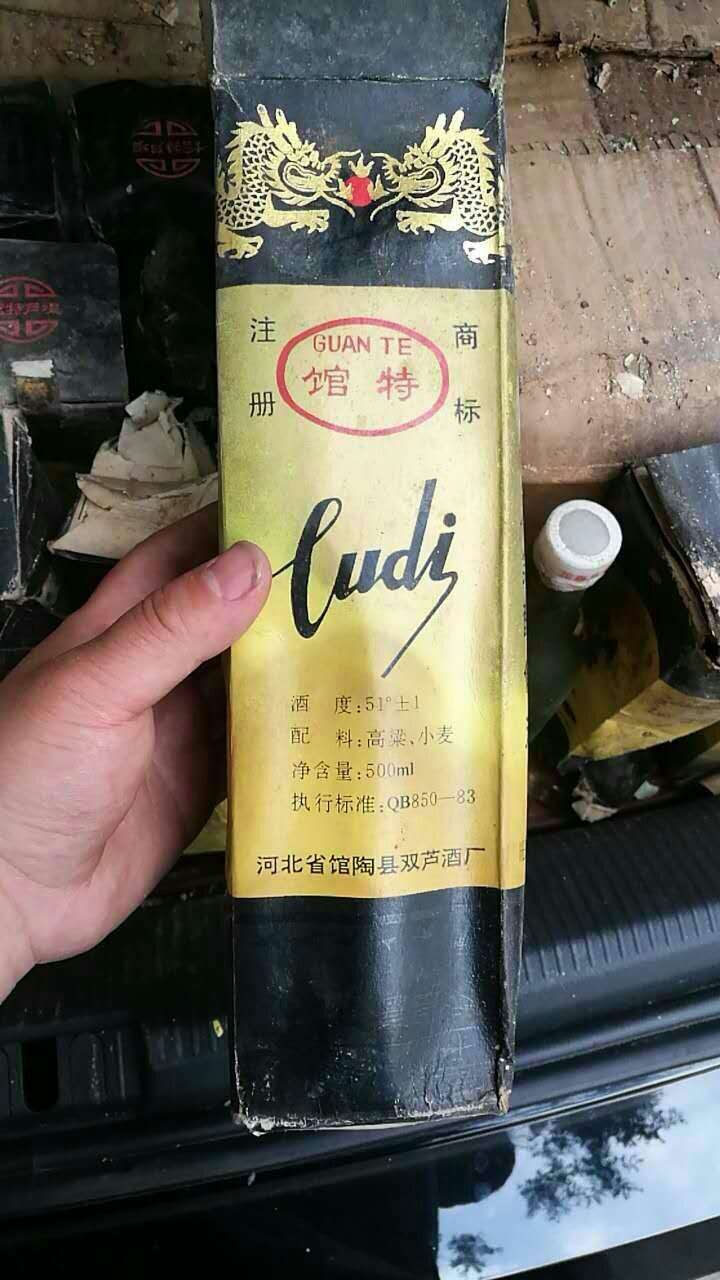 注册 商标
GUAN TE
馆特
Cudi
酒 度:51°±1
配 料:高粱、小麦
净含量:500ml
执行标准:QB850—83
河北省馆陶县双芦酒厂